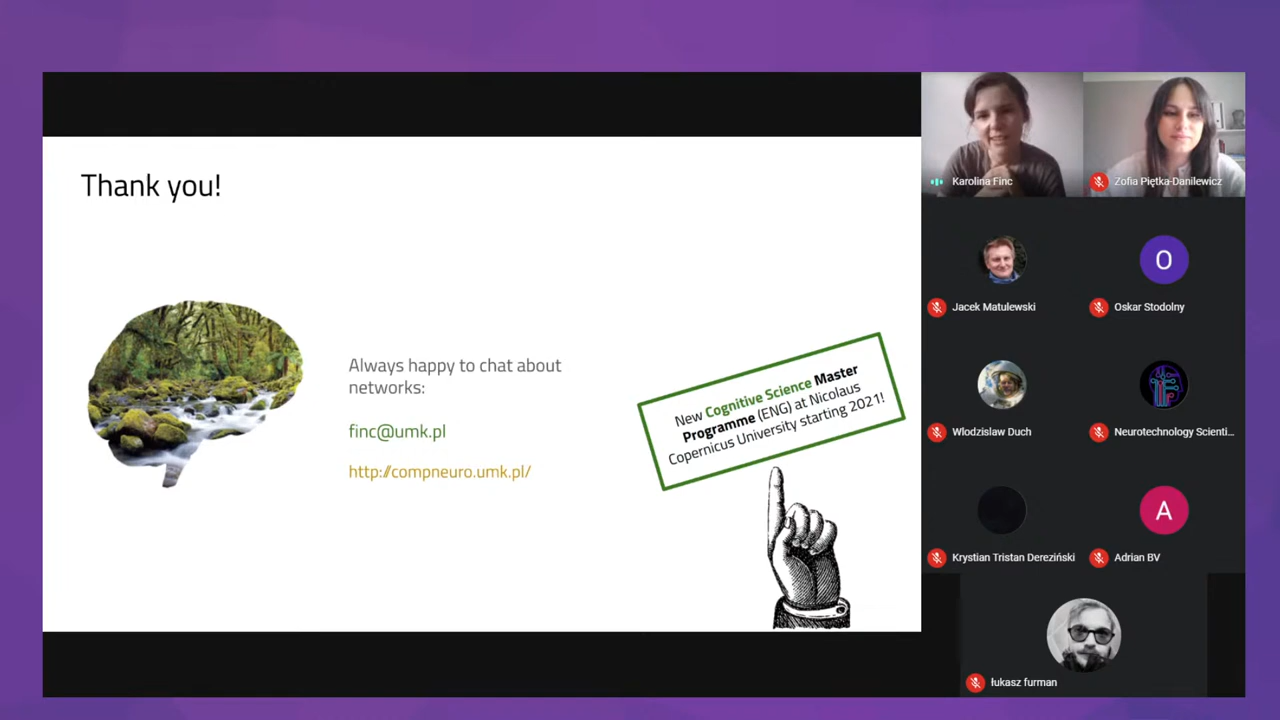 Thank you!
Always happy to chat about
networks:
finc@umk.pl
http://compneuro.umk.pl/
New Cognitive Science Master
Programme (ENG) at Nicolaus
Copernicus University starting 2021!
Karolina Finc
Zofia Piętka-Danilewicz
Jacek Matulewski
O
Oskar Stodolny
Wlodzislaw Duch
Neurotechnology Scienti...
Krystian Tristan Dereziński
A
Adrian BV
łukasz furman